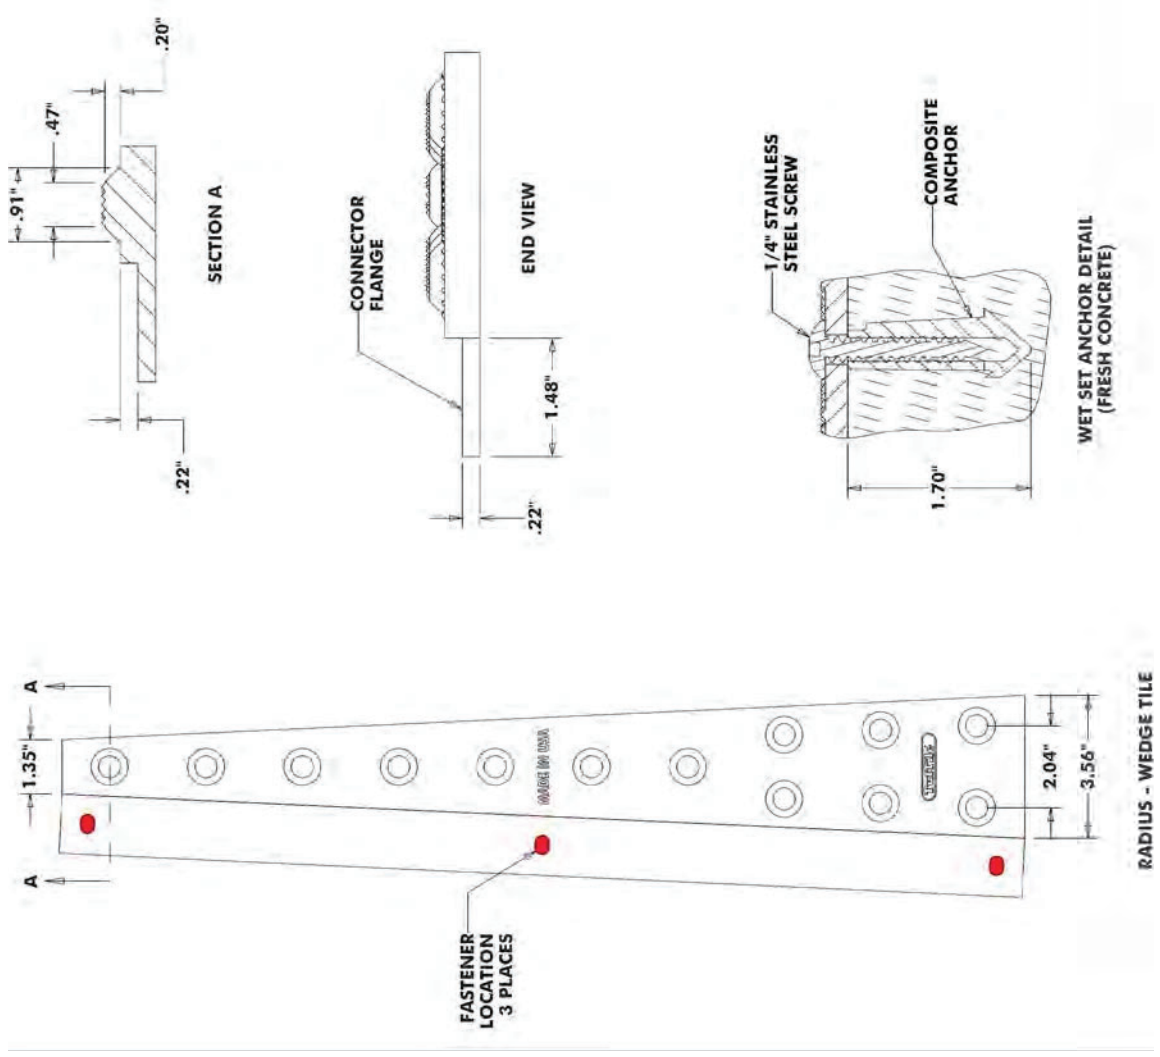 .91"
.47"
.20"
.22"
SECTION A
CONNECTOR
FLANGE
1.48"
.22"
END VIEW
1/4" STAINLESS
STEEL SCREW
COMPOSITE
ANCHOR
1.70"
WET SET ANCHOR DETAIL
(FRESH CONCRETE)
A
A
1.35"
MADE IN USA
FASTENER
LOCATION
3 PLACES
2.04"
3.56"
RADIUS - WEDGE TILE